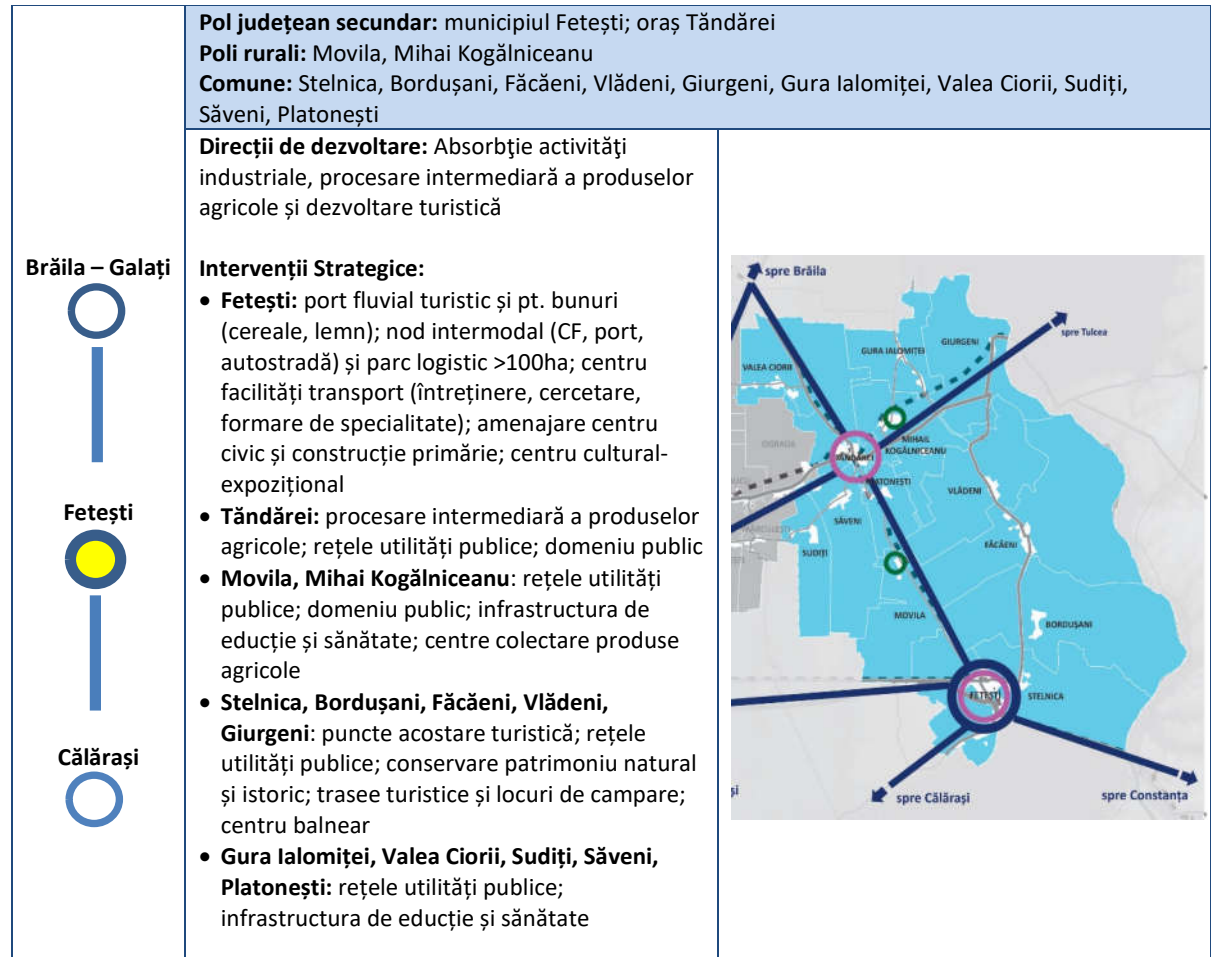 Pol județean secundar: municipiul Fetești; oraș Țăndărei
Poli rurali: Movila, Mihai Kogălniceanu
Comune: Stelnica, Bordușani, Făcăeni, Vlădeni, Giurgeni, Gura Ialomiței, Valea Ciorii, Sudiți,
Săveni, Platonești
Brăila – Galați
Fetești
Călărași
Direcții de dezvoltare: Absorbţie activităţi
industriale, procesare intermediară a produselor
agricole și dezvoltare turistică
Intervenții Strategice:
• Fetești: port fluvial turistic și pt. bunuri
(cereale, lemn); nod intermodal (CF, port,
autostradă) și parc logistic >100ha; centru
facilități transport (întreținere, cercetare,
formare de specialitate); amenajare centru
civic și construcție primărie; centru cultural-
expozițional
• Țăndărei: procesare intermediară a produselor
agricole; rețele utilități publice; domeniu public
• Movila, Mihai Kogălniceanu: rețele utilități
publice; domeniu public; infrastructura de
educție și sănătate; centre colectare produse
agricole
• Stelnica, Bordușani, Făcăeni, Vlădeni,
Giurgeni: puncte acostare turistică; rețele
utilități publice; conservare patrimoniu natural
și istoric; trasee turistice și locuri de campare;
centru balnear
• Gura Ialomiței, Valea Ciorii, Sudiți, Săveni,
Platonești: rețele utilități publice;
infrastructura de educție și sănătate
spre Brăila
spre Tulcea
GIURGENI
GURA IALOMIȚEI
VALEA CIORII
MIHAIL
KOGĂLNICEANU
ȚĂNDĂREI
VLĂDENI
SĂVENI
SUDIȚI
FĂCĂENI
MOVILA
BORDUȘANI
FETEȘTI
STELNICA
spre Călărași
spre Constanța